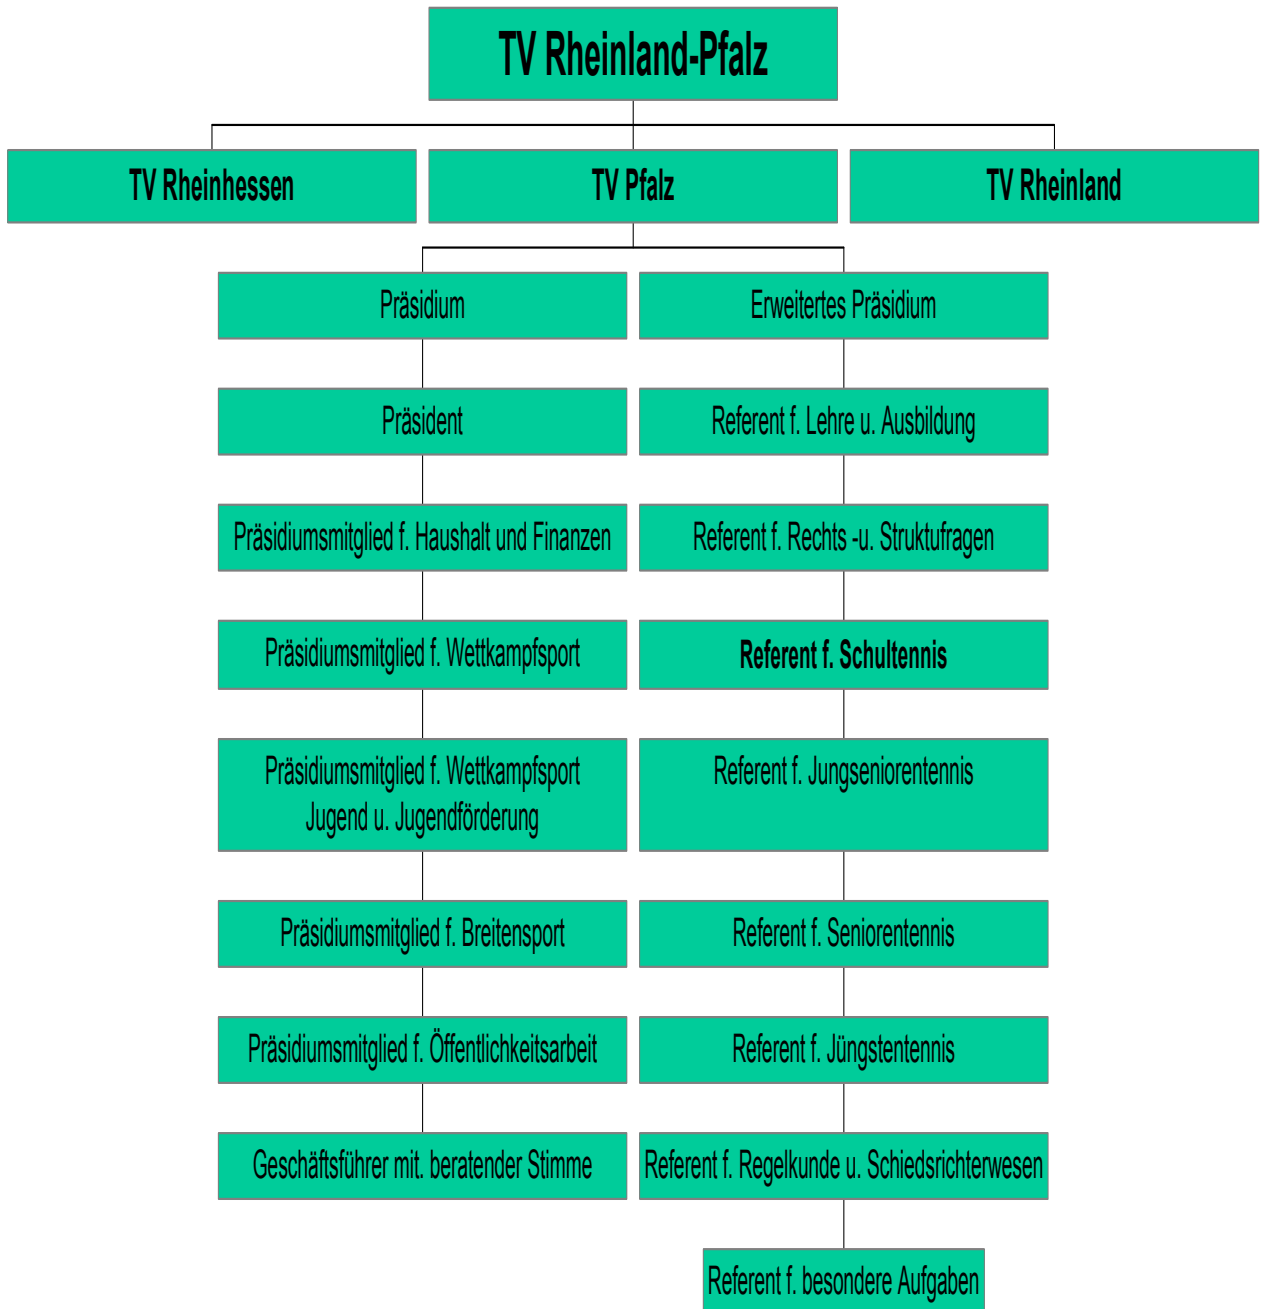 TV Rheinland-Pfalz
TV Rheinhessen
TV Pfalz
TV Rheinland
Präsidium
Erweitertes Präsidium
Präsident
Referent f. Lehre u. Ausbildung
Präsidiumsmitglied f. Haushalt und Finanzen
Referent f. Rechts -u. Struktufragen
Präsidiumsmitglied f. Wettkampfsport
Referent f. Schultennis
Präsidiumsmitglied f. Wettkampfsport
Jugend u. Jugendförderung
Referent f. Jungseniorentennis
Präsidiumsmitglied f. Breitensport
Referent f. Seniorentennis
Präsidiumsmitglied f. Öffentlichkeitsarbeit
Referent f. Jüngstentennis
Geschäftsführer mit. beratender Stimme
Referent f. Regelkunde u. Schiedsrichterwesen
Referent f. besondere Aufgaben